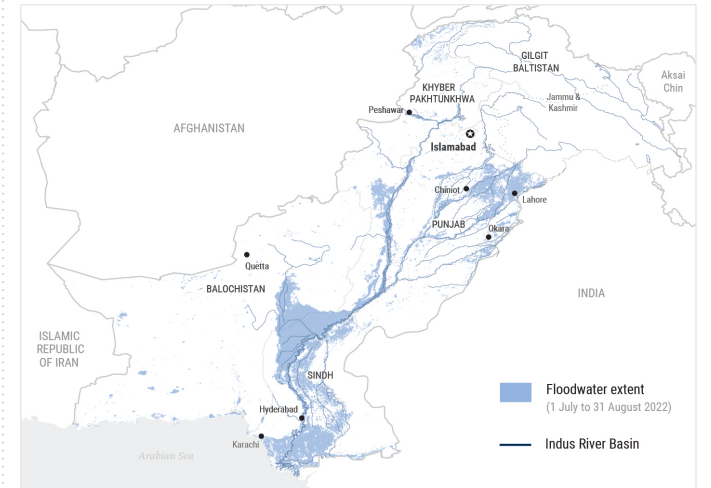 GILGIT
BALTISTAN
Aksai
Chin
KHYBER
PAKHTUNKHWA
Jammu &
Kashmir
Peshawar
AFGHANISTAN
Islamabad
Chiniot
Lahore
PUNJAB
Okara
Quetta
BALOCHISTAN
INDIA
ISLAMIC
REPUBLIC
OF IRAN
SINDH
Floodwater extent
(1 July to 31 August 2022)
Hyderabad
Karachi
Indus River Basin
Arabian Sea